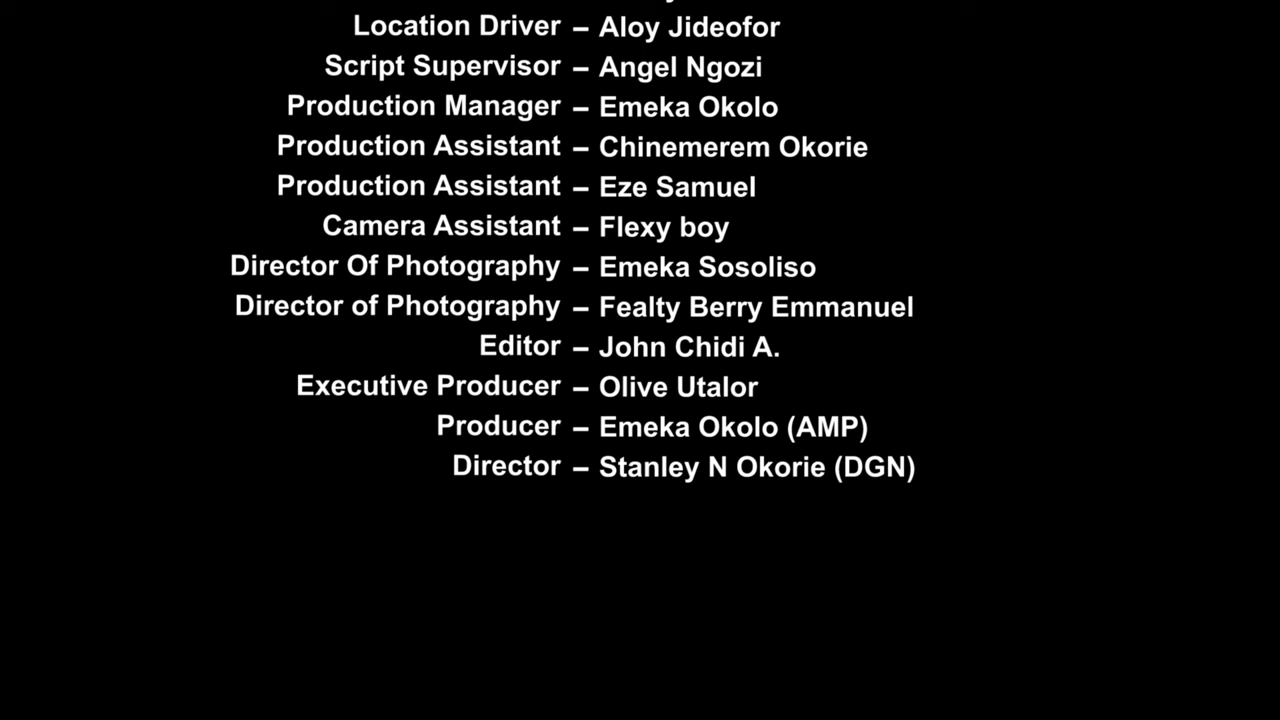 Location Driver – Aloy Jideofor
Script Supervisor – Angel Ngozi
Production Manager – Emeka Okolo
Production Assistant – Chinemerem Okorie
Production Assistant – Eze Samuel
Camera Assistant – Flexy boy
Director Of Photography – Emeka Sosoliso
Director of Photography – Fealty Berry Emmanuel
Editor – John Chidi A.
Executive Producer – Olive Utalor
Producer – Emeka Okolo (AMP)
Director – Stanley N Okorie (DGN)